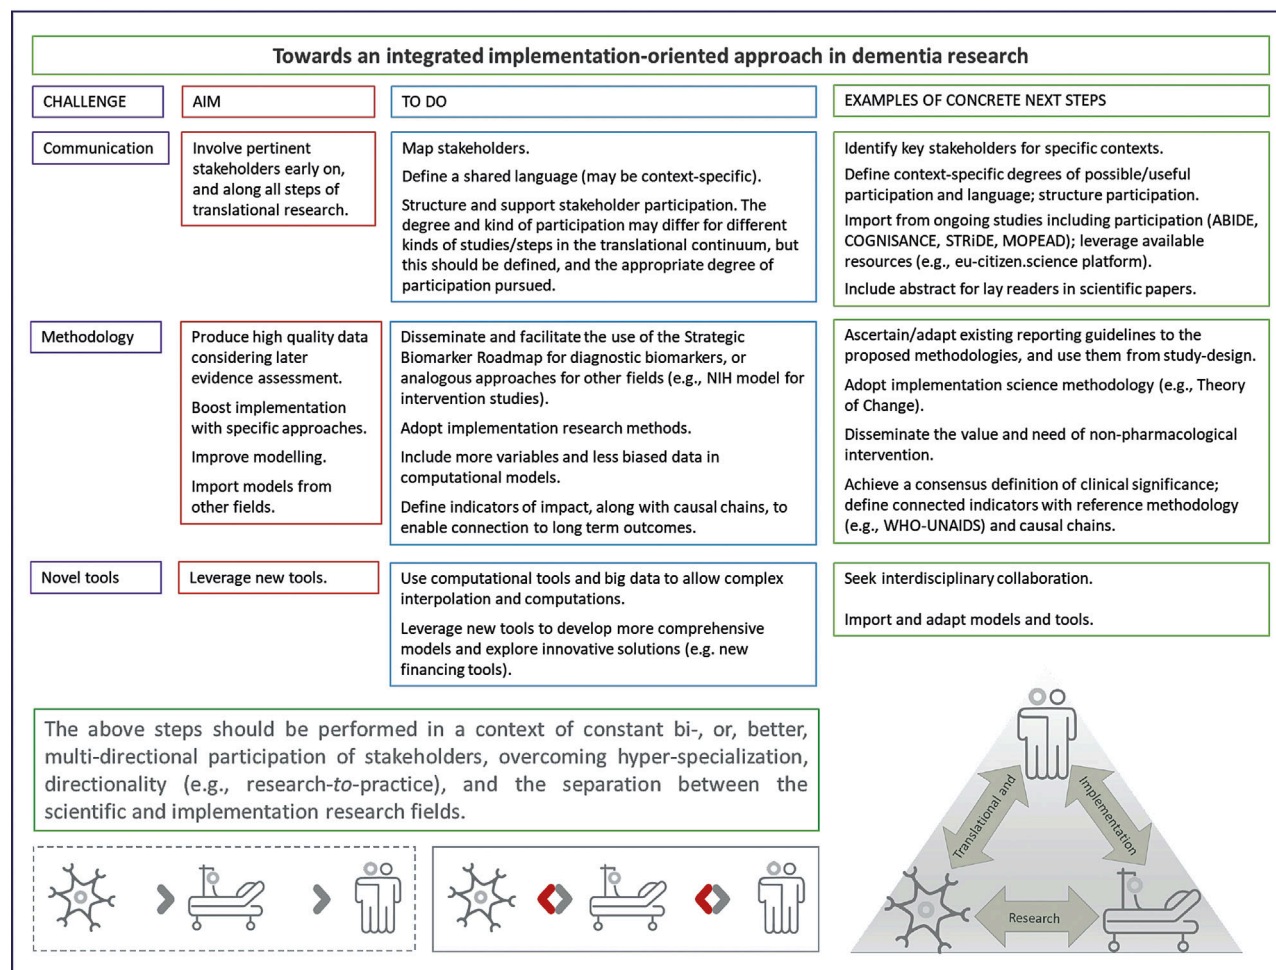 Towards an integrated implementation-oriented approach in dementia research
CHALLENGE
AIM
TO DO
EXAMPLES OF CONCRETE NEXT STEPS
Communication
Involve pertinent
stakeholders early on,
and along all steps of
translational research.
Map stakeholders.
Define a shared language (may be context-specific).
Structure and support stakeholder participation. The
degree and kind of participation may differ for different
kinds of studies/steps in the translational continuum, but
this should be defined, and the appropriate degree of
participation pursued.
Identify key stakeholders for specific contexts.
Define context-specific degrees of possible/useful
participation and language; structure participation.
Import from ongoing studies including participation (ABIDE,
COGNISANCE, STRiDE, MOPEAD); leverage available
resources (e.g., eu-citizen.science platform).
Include abstract for lay readers in scientific papers.
Methodology
Produce high quality data
considering later
evidence assessment.
Boost implementation
with specific approaches.
Improve modelling.
Import models from
other fields.
Disseminate and facilitate the use of the Strategic
Biomarker Roadmap for diagnostic biomarkers, or
analogous approaches for other fields (e.g., NIH model for
intervention studies).
Adopt implementation research methods.
Include more variables and less biased data in
computational models.
Define indicators of impact, along with causal chains, to
enable connection to long term outcomes.
Ascertain/adapt existing reporting guidelines to the
proposed methodologies, and use them from study-design.
Adopt implementation science methodology (e.g., Theory
of Change).
Disseminate the value and need of non-pharmacological
intervention.
Achieve a consensus definition of clinical significance;
define connected indicators with reference methodology
(e.g., WHO-UNAIDS) and causal chains.
Novel tools
Leverage new tools.
Use computational tools and big data to allow complex
interpolation and computations.
Leverage new tools to develop more comprehensive
models and explore innovative solutions (e.g. new
financing tools).
Seek interdisciplinary collaboration.
Import and adapt models and tools.
The above steps should be performed in a context of constant bi-, or, better,
multi-directional participation of stakeholders, overcoming hyper-specialization,
directionality (e.g., research-to-practice), and the separation between the
scientific and implementation research fields.
Translational and
Implementation
Research